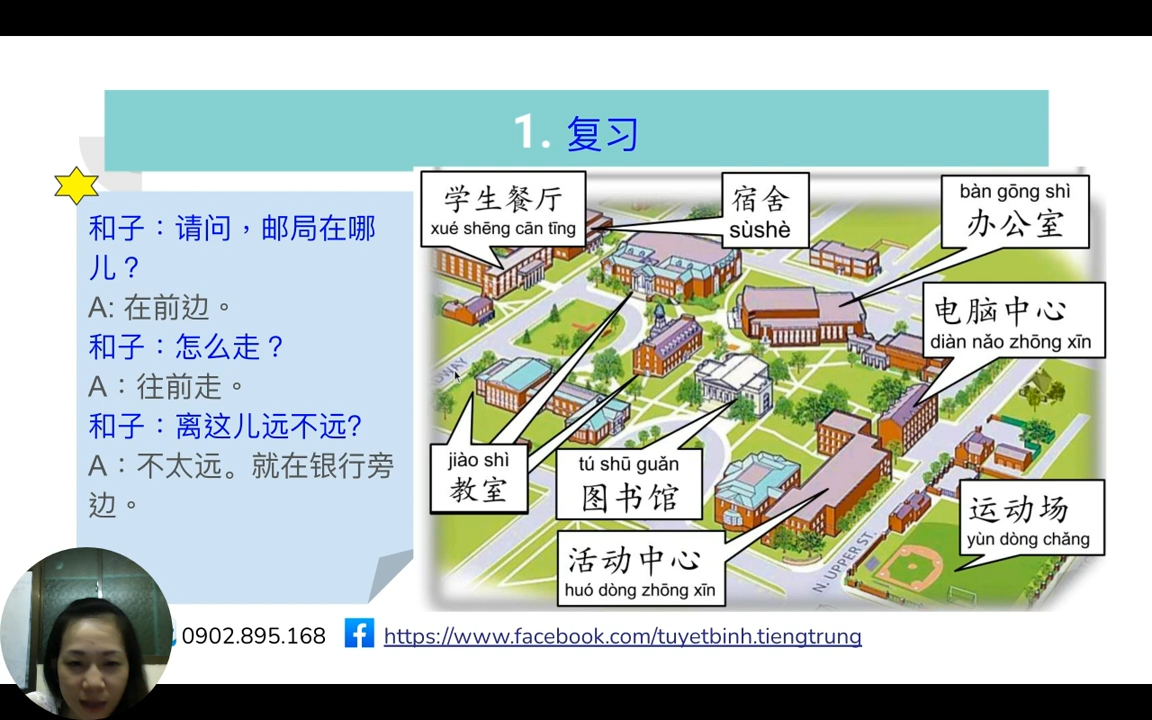 1. 复习
和子：请问，邮局在哪
儿？
A: 在前边。
和子：怎么走？
A：往前走。
和子：离这儿远不远?
A：不太远。就在银行旁
边。
学生餐厅
xué shēng cān tīng
宿舍
sùshè
bàn gōng shì
办公室
电脑中心
diàn nǎo zhōng xīn
DWAY
jiào shì
教室
tú shū guǎn
图书馆
活动中心
huó dòng zhōng xīn
运动场
yùn dòng chǎng
N. UPPER ST.
0902.895.168
https://www.facebook.com/tuyetbinh.tiengtrung